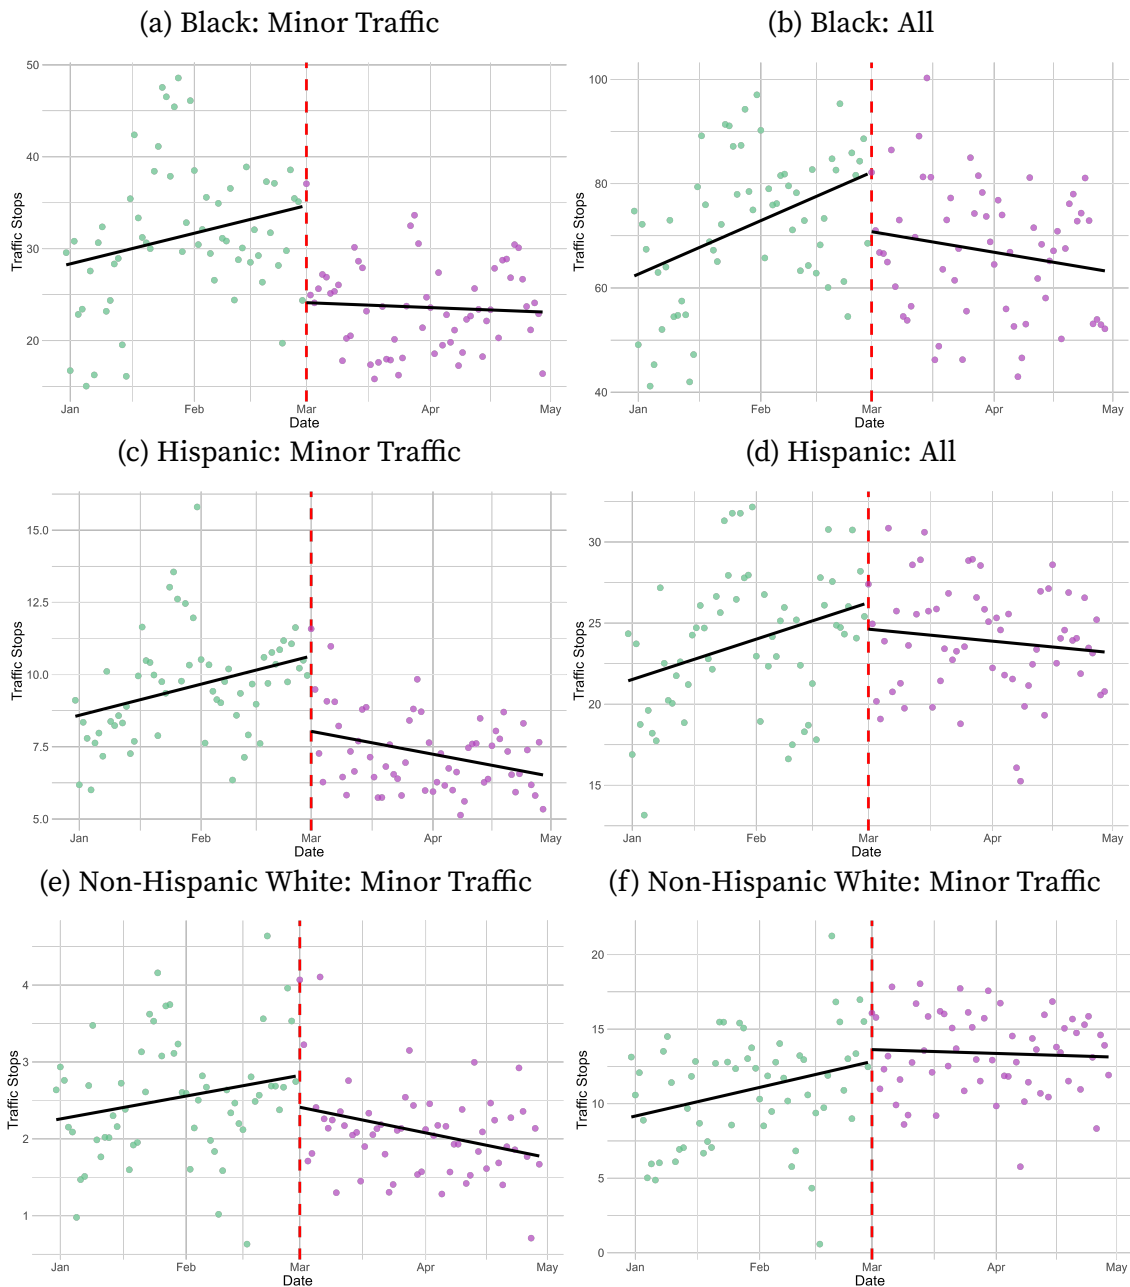 (a) Black: Minor Traffic
(b) Black: All
50
40
30
20
Traffic Stops
Jan Feb Mar Apr May
Date
100
80
60
40
Traffic Stops
Jan Feb Mar Apr May
Date
(c) Hispanic: Minor Traffic
(d) Hispanic: All
15.0
12.5
10.0
7.5
5.0
Traffic Stops
Jan Feb Mar Apr May
Date
30
25
20
15
Traffic Stops
Jan Feb Mar Apr May
Date
(e) Non-Hispanic White: Minor Traffic
(f) Non-Hispanic White: Minor Traffic
4
3
2
1
Traffic Stops
Jan Feb Mar Apr May
Date
20
15
10
5
0
Traffic Stops
Jan Feb Mar Apr May
Date